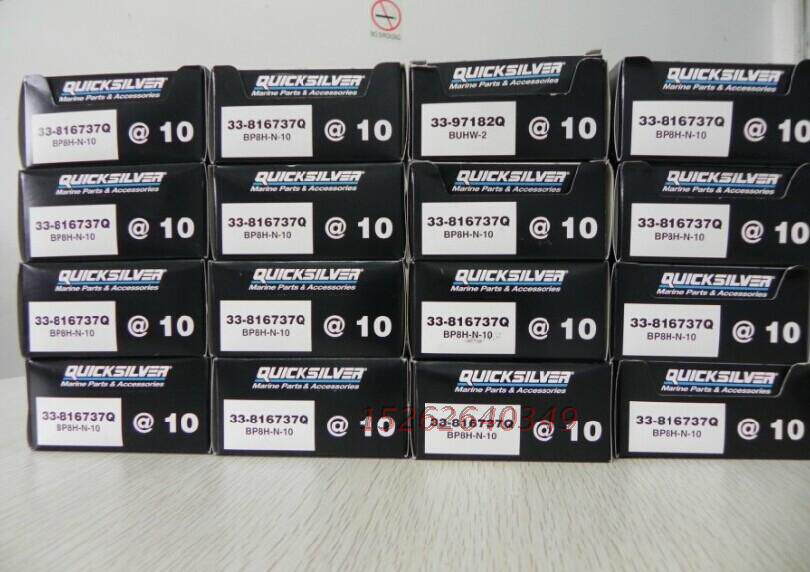 NO SMOKING
QUICKSILVER
Marine Parts & Accessories
33-816737Q
BP8H-N-10
@ 10
QUICKSILVER
Marine Parts & Accessories
33-816737Q
BP8H-N-10
@ 10
QUICKSILVER
Marine Parts & Accessories
33-97182Q
BUHW-2
@ 10
QUICKSILVER
Marine Parts & Accessories
33-816737Q
BP8H-N-10
@ 10
QUICKSILVER
Marine Parts & Accessories
33-816737Q
BP8H-N-10
@ 10
QUICKSILVER
Marine Parts & Accessories
33-816737Q
BP8H-N-10
@ 10
QUICKSILVER
Marine Parts & Accessories
33-816737Q
BP8H-N-10
@ 10
QUICKSILVER
Marine Parts & Accessories
33-816737Q
BP8H-N-10
@ 10
QUICKSILVER
Marine Parts & Accessories
33-816737Q
BP8H-N-10
@ 10
QUICKSILVER
Marine Parts & Accessories
33-816737Q
BP8H-N-10
@ 10
QUICKSILVER
Marine Parts & Accessories
33-816737Q
BP8H-N-10
@ 10
QUICKSILVER
Marine Parts & Accessories
33-816737Q
BP8H-N-10
@ 10
QUICKSILVER
Marine Parts & Accessories
33-816737Q
BP8H-N-10
@ 10
QUICKSILVER
Marine Parts & Accessories
33-816737Q
BP8H-N-10
@ 10
QUICKSILVER
Marine Parts & Accessories
33-816737Q
BP8H-N-10
@ 10
QUICKSILVER
Marine Parts & Accessories
33-816737Q
BP8H-N-10
@ 10
15262640349